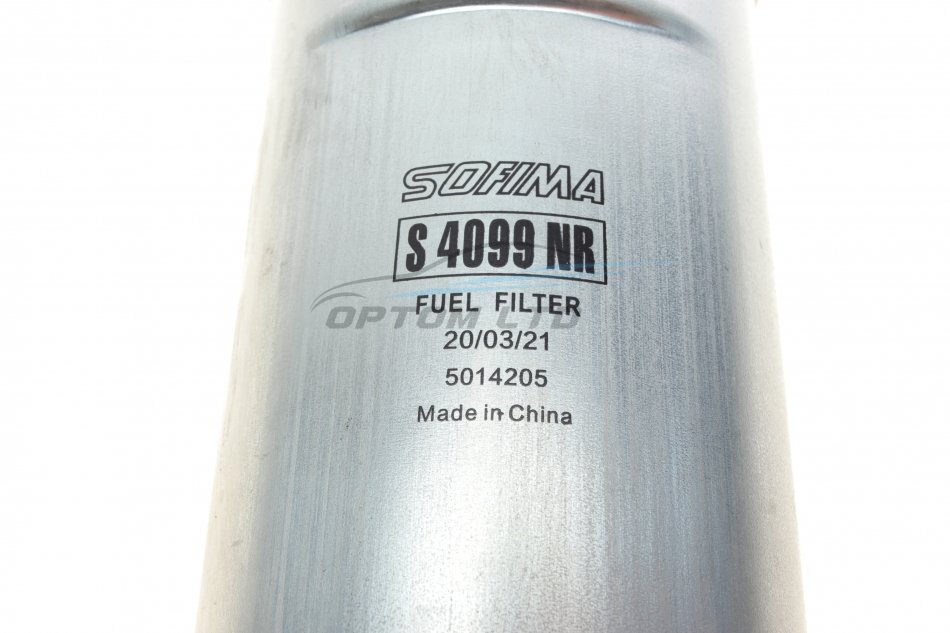 SOFIMA
S 4099 NR
FUEL FILTER
OPTOM LTD
20/03/21
5014205
Made in China